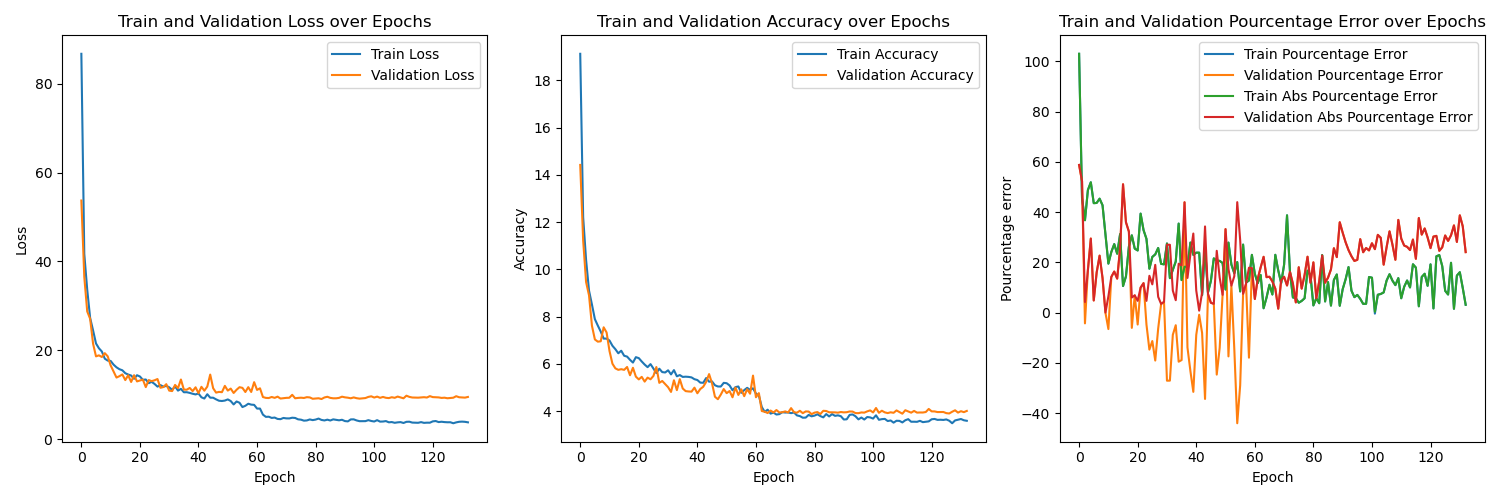 Train and Validation Loss over Epochs
Train Loss
Validation Loss
80
60
40
20
0
Loss
0 20 40 60 80 100 120
Epoch
Train and Validation Accuracy over Epochs
Train Accuracy
Validation Accuracy
18
16
14
12
10
8
6
4
Accuracy
0 20 40 60 80 100 120
Epoch
Train and Validation Pourcentage Error over Epochs
Train Pourcentage Error
Validation Pourcentage Error
Train Abs Pourcentage Error
Validation Abs Pourcentage Error
100
80
60
40
20
0
−20
−40
Pourcentage error
0 20 40 60 80 100 120
Epoch